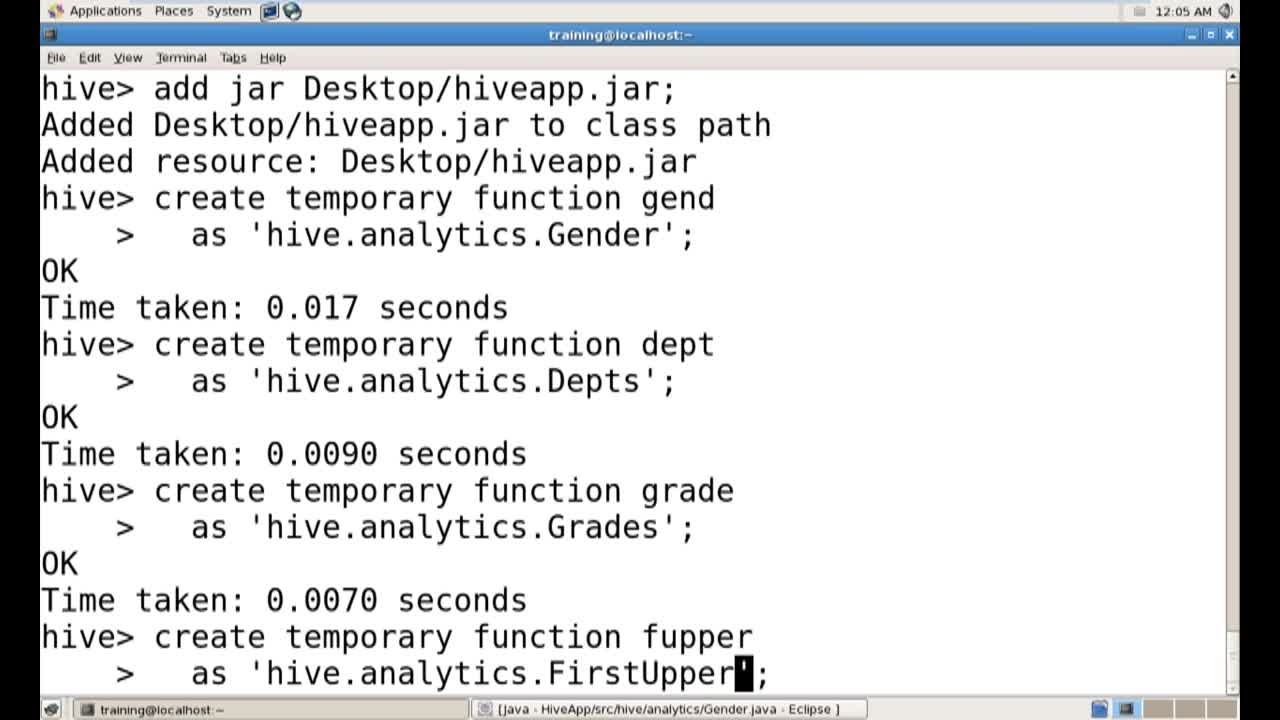 Applications Places System 12:05 AM
training@localhost:~
File Edit View Terminal Tabs Help
hive> add jar Desktop/hiveapp.jar;
Added Desktop/hiveapp.jar to class path
Added resource: Desktop/hiveapp.jar
hive> create temporary function gend
    >   as 'hive.analytics.Gender';
OK
Time taken: 0.017 seconds
hive> create temporary function dept
    >   as 'hive.analytics.Depts';
OK
Time taken: 0.0090 seconds
hive> create temporary function grade
    >   as 'hive.analytics.Grades';
OK
Time taken: 0.0070 seconds
hive> create temporary function fupper
    >   as 'hive.analytics.FirstUpper';
training@localhost:~ [Java - HiveApp/src/hive/analytics/Gender.java - Eclipse ]